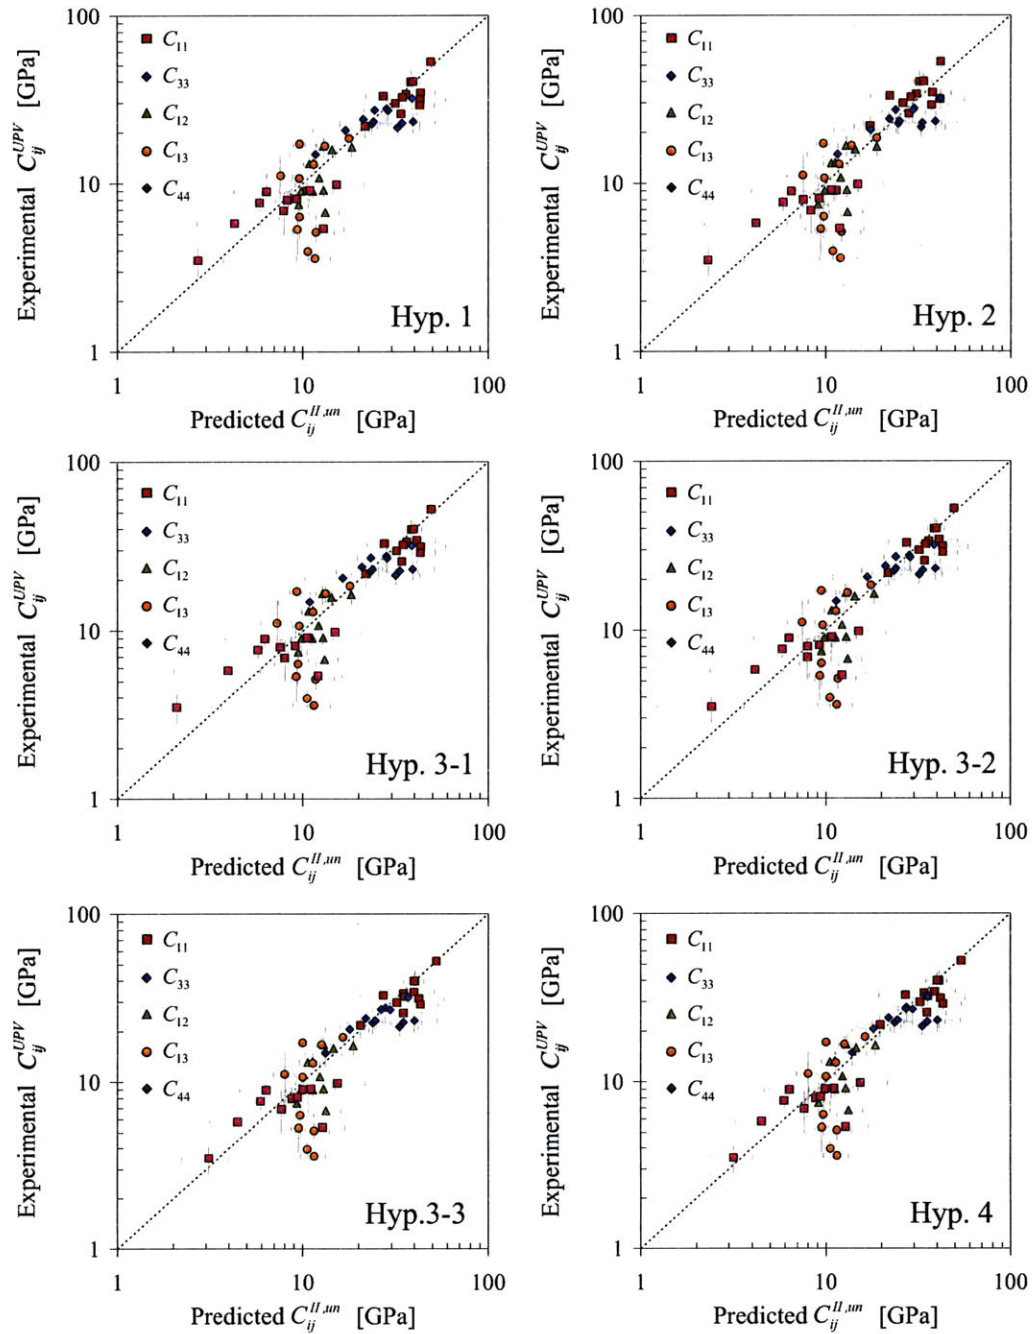 100
C11
C33
C12
C13
C44
10
1
Experimental C_ij^UPV [GPa]
Hyp. 1
1 10 100
Predicted C_ij^II,un [GPa]
100
C11
C33
C12
C13
C44
10
1
Experimental C_ij^UPV [GPa]
Hyp. 2
1 10 100
Predicted C_ij^II,un [GPa]
100
C11
C33
C12
C13
C44
10
1
Experimental C_ij^UPV [GPa]
Hyp. 3-1
1 10 100
Predicted C_ij^II,un [GPa]
100
C11
C33
C12
C13
C44
10
1
Experimental C_ij^UPV [GPa]
Hyp. 3-2
1 10 100
Predicted C_ij^II,un [GPa]
100
C11
C33
C12
C13
C44
10
1
Experimental C_ij^UPV [GPa]
Hyp.3-3
1 10 100
Predicted C_ij^II,un [GPa]
100
C11
C33
C12
C13
C44
10
1
Experimental C_ij^UPV [GPa]
Hyp. 4
1 10 100
Predicted C_ij^II,un [GPa]